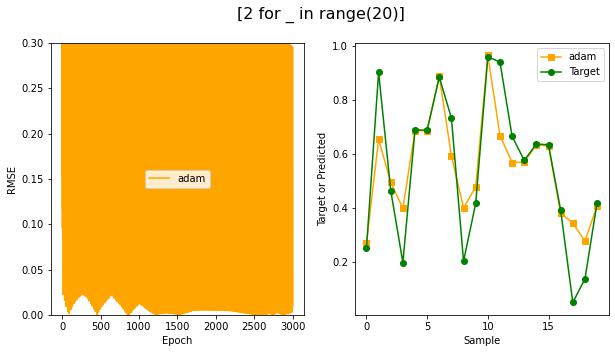 [2 for _ in range(20)]
RMSE
0.30
0.25
0.20
0.15
0.10
0.05
0.00
adam
0 500 1000 1500 2000 2500 3000
Epoch
Target or Predicted
1.0
0.8
0.6
0.4
0.2
adam
Target
0 5 10 15
Sample